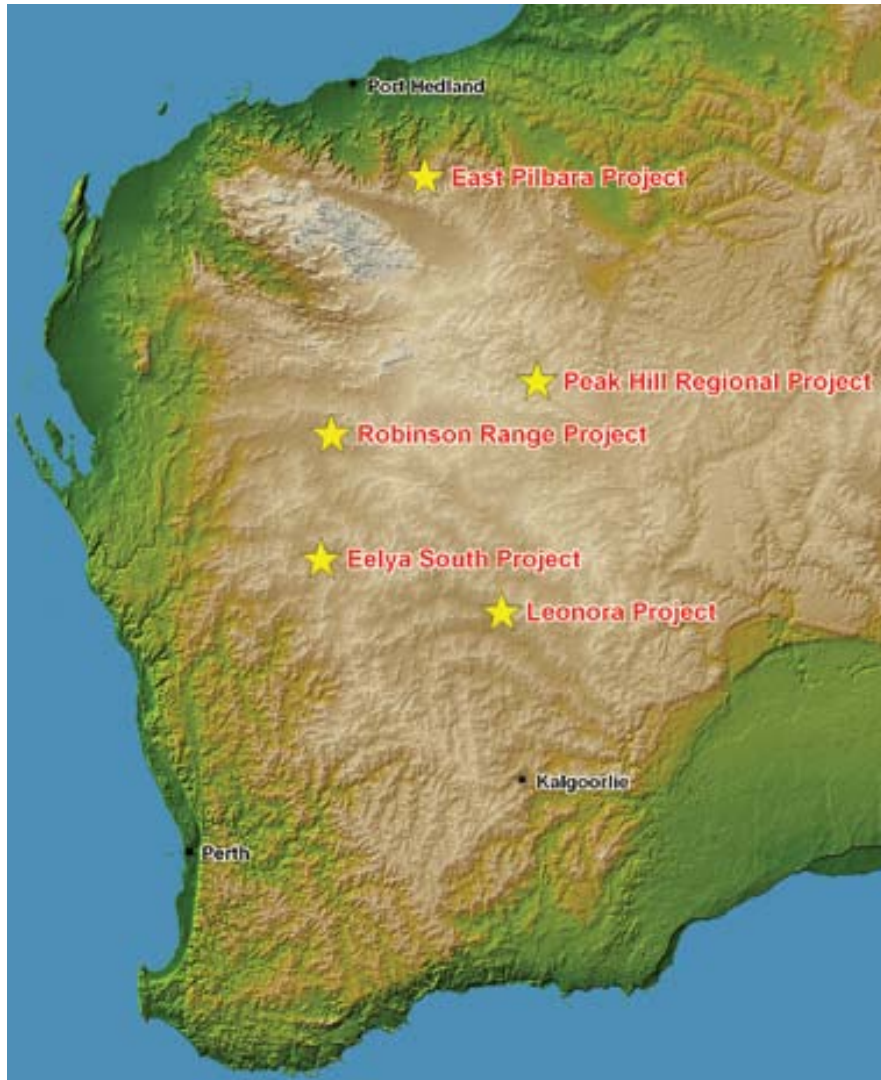 Port Hedland
East Pilbara Project
Peak Hill Regional Project
Robinson Range Project
Eelya South Project
Leonora Project
Kalgoorlie
Perth